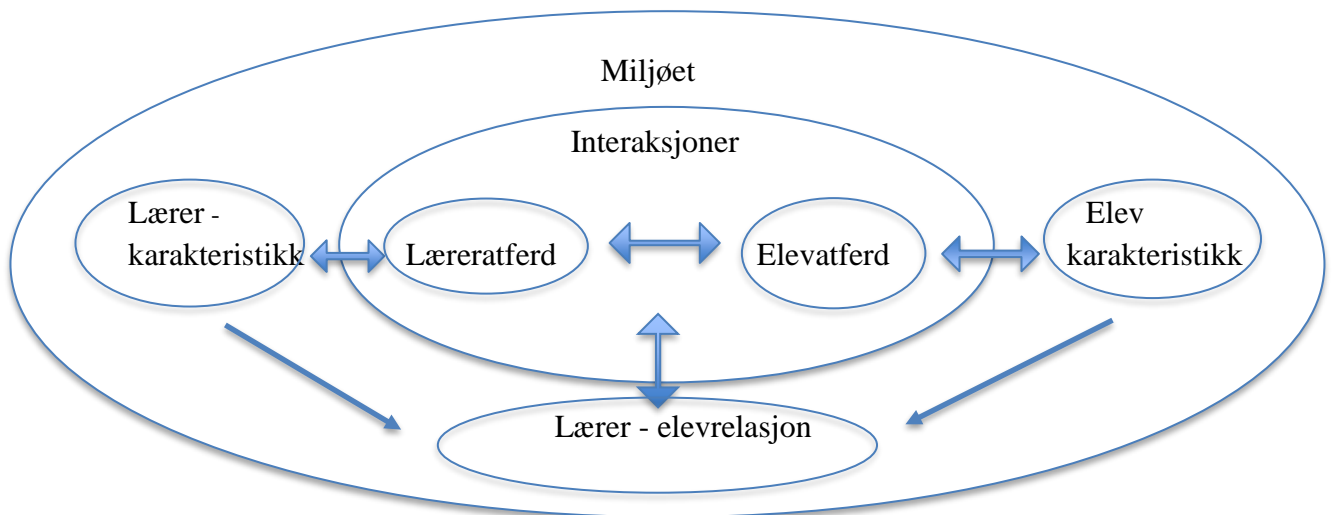 Miljøet
Interaksjoner
Lærer -
karakteristikk
Læreratferd
Elevatferd
Elev
karakteristikk
Lærer - elevrelasjon